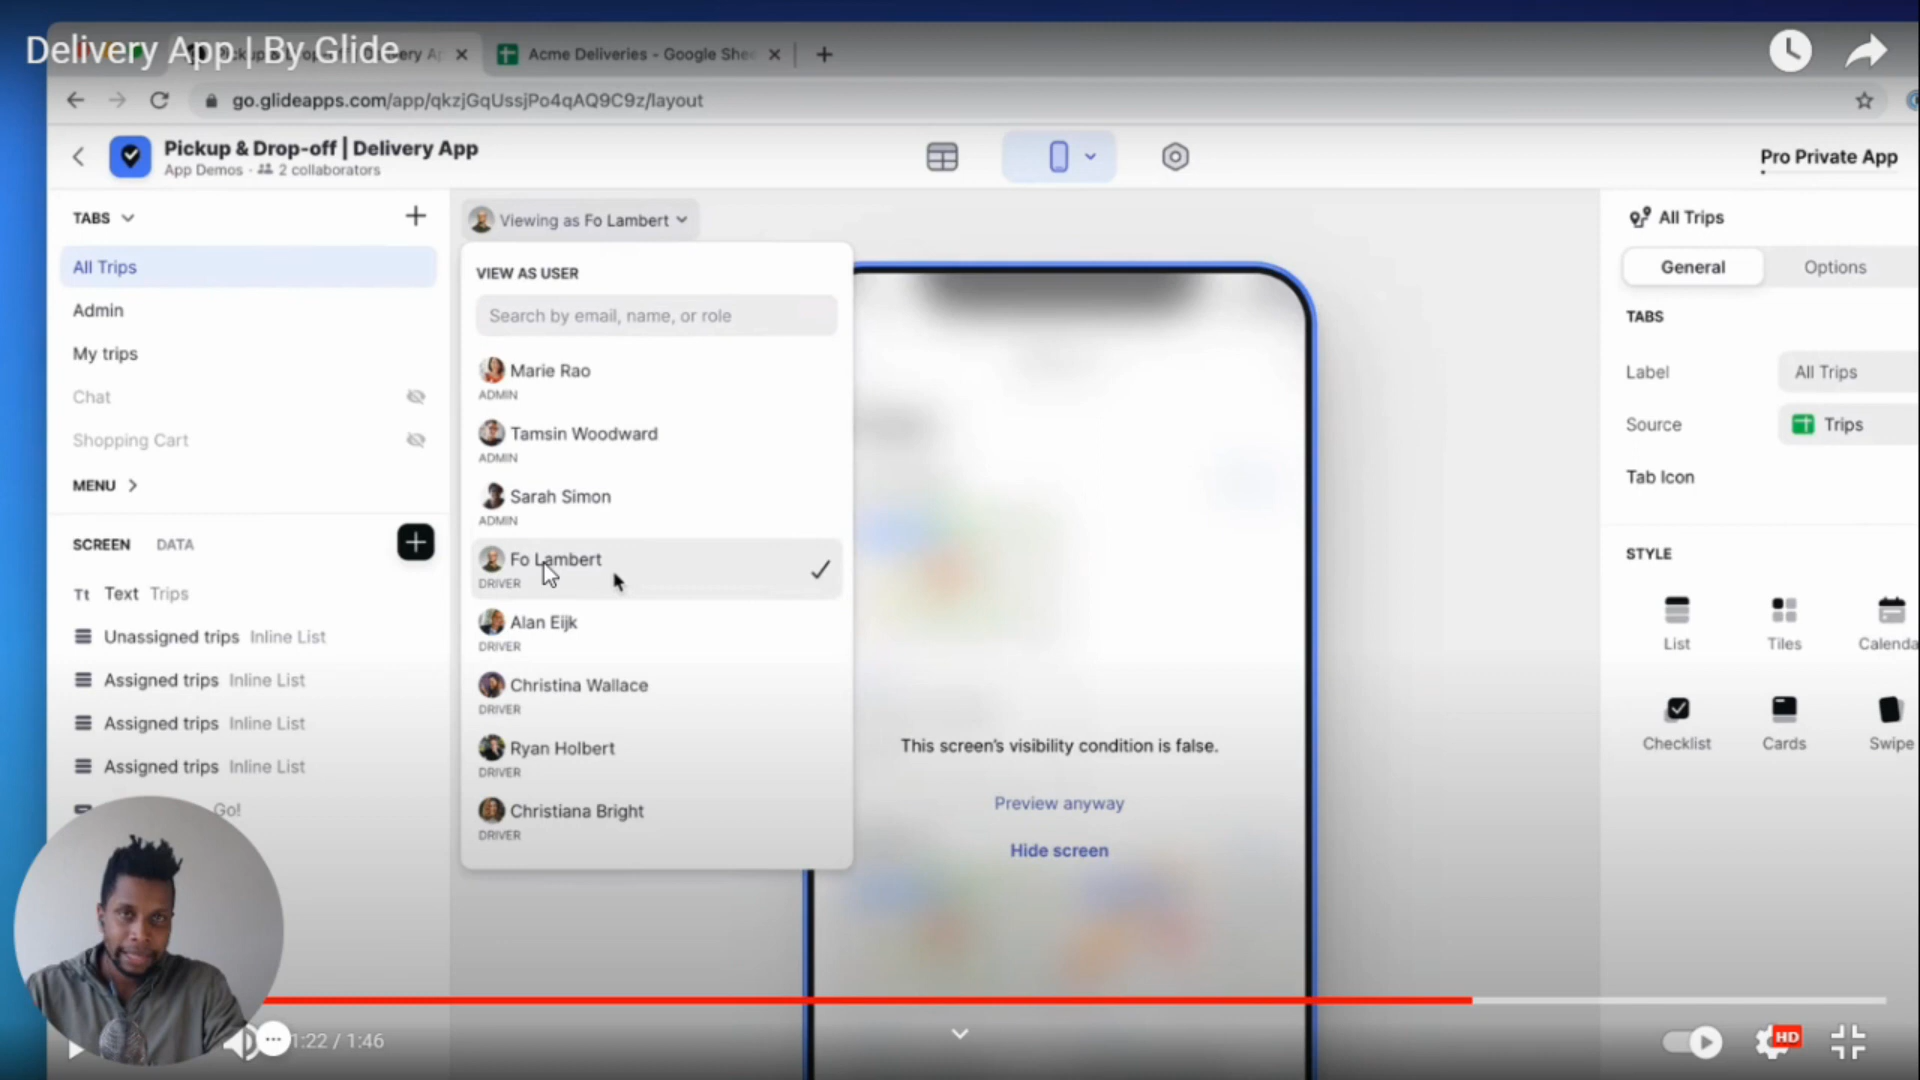 Delivery App | By Glide
Acme Deliveries - Google Shee
go.glideapps.com/app/qkzjGqUssjPo4qAQ9C9z/layout
Pickup & Drop-off | Delivery App
App Demos · 2 collaborators
Pro Private App
TABS
All Trips
Admin
My trips
Chat
Shopping Cart
MENU
SCREEN DATA
Tt Text Trips
Unassigned trips Inline List
Assigned trips Inline List
Assigned trips Inline List
Assigned trips Inline List
Go!
Viewing as Fo Lambert
VIEW AS USER
Search by email, name, or role
Marie Rao
ADMIN
Tamsin Woodward
ADMIN
Sarah Simon
ADMIN
Fo Lambert
DRIVER
Alan Eijk
DRIVER
Christina Wallace
DRIVER
Ryan Holbert
DRIVER
Christiana Bright
DRIVER
This screen's visibility condition is false.
Preview anyway
Hide screen
All Trips
General Options
TABS
Label All Trips
Source Trips
Tab Icon
STYLE
List Tiles Calenda
Checklist Cards Swipe
1:22 / 1:46
HD